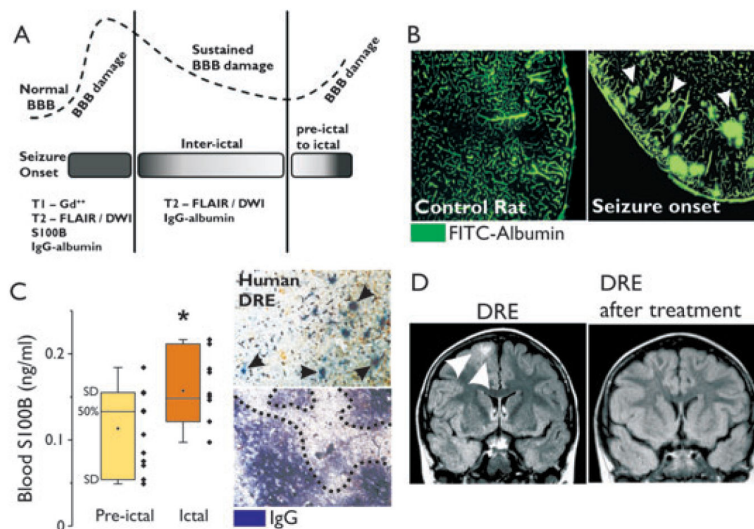 A
Normal
BBB
BBB damage
Sustained
BBB damage
BBB damage
Seizure
Onset
Inter-ictal
pre-ictal
to ictal
T1 – Gd++
T2 – FLAIR / DWI
S100B
IgG-albumin
T2 – FLAIR / DWI
IgG-albumin
B
Control Rat
Seizure onset
FITC-Albumin
C
Blood S100B (ng/ml)
0.2
0.1
0
SD
50%
SD
*
Pre-ictal
Ictal
Human
DRE
IgG
D
DRE
DRE
after treatment